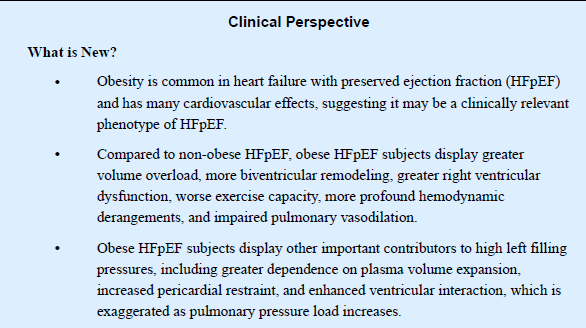 Clinical Perspective
What is New?
• Obesity is common in heart failure with preserved ejection fraction (HFpEF)
and has many cardiovascular effects, suggesting it may be a clinically relevant
phenotype of HFpEF.
• Compared to non-obese HFpEF, obese HFpEF subjects display greater
volume overload, more biventricular remodeling, greater right ventricular
dysfunction, worse exercise capacity, more profound hemodynamic
derangements, and impaired pulmonary vasodilation.
• Obese HFpEF subjects display other important contributors to high left filling
pressures, including greater dependence on plasma volume expansion,
increased pericardial restraint, and enhanced ventricular interaction, which is
exaggerated as pulmonary pressure load increases.